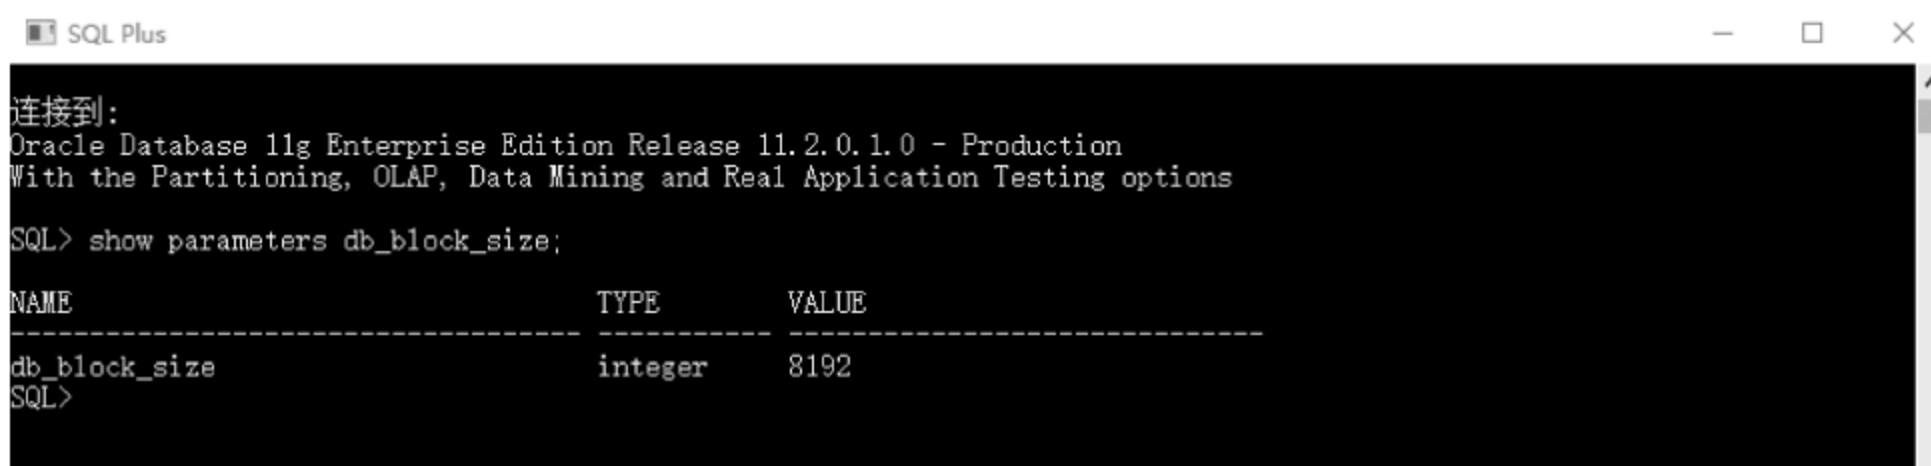 SQL Plus
连接到:
Oracle Database 11g Enterprise Edition Release 11.2.0.1.0 - Production
With the Partitioning, OLAP, Data Mining and Real Application Testing options
SQL> show parameters db_block_size;
NAME                                 TYPE        VALUE
------------------------------------ ----------- ------------------------------
db_block_size                        integer     8192
SQL>